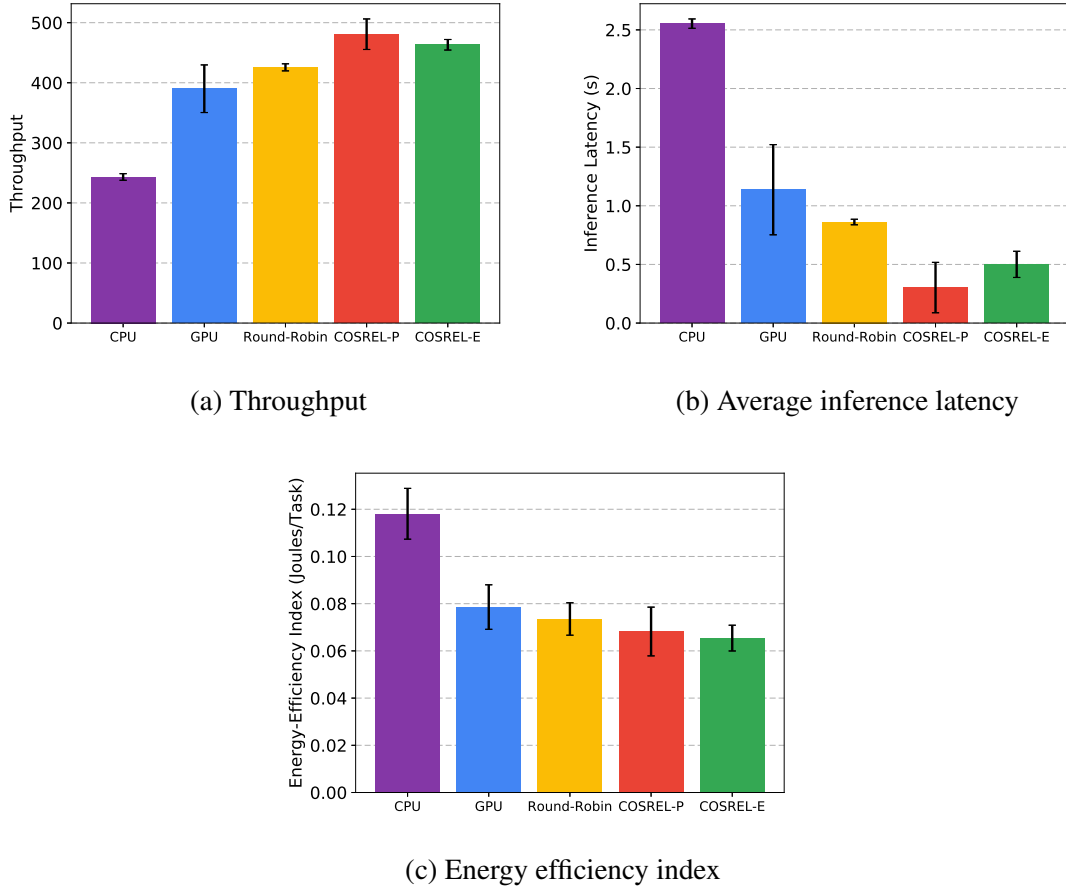 Throughput
500
400
300
200
100
0
CPU GPU Round-Robin COSREL-P COSREL-E
(a) Throughput
Inference Latency (s)
2.5
2.0
1.5
1.0
0.5
0.0
CPU GPU Round-Robin COSREL-P COSREL-E
(b) Average inference latency
Energy-Efficiency Index (Joules/Task)
0.12
0.10
0.08
0.06
0.04
0.02
0.00
CPU GPU Round-Robin COSREL-P COSREL-E
(c) Energy efficiency index